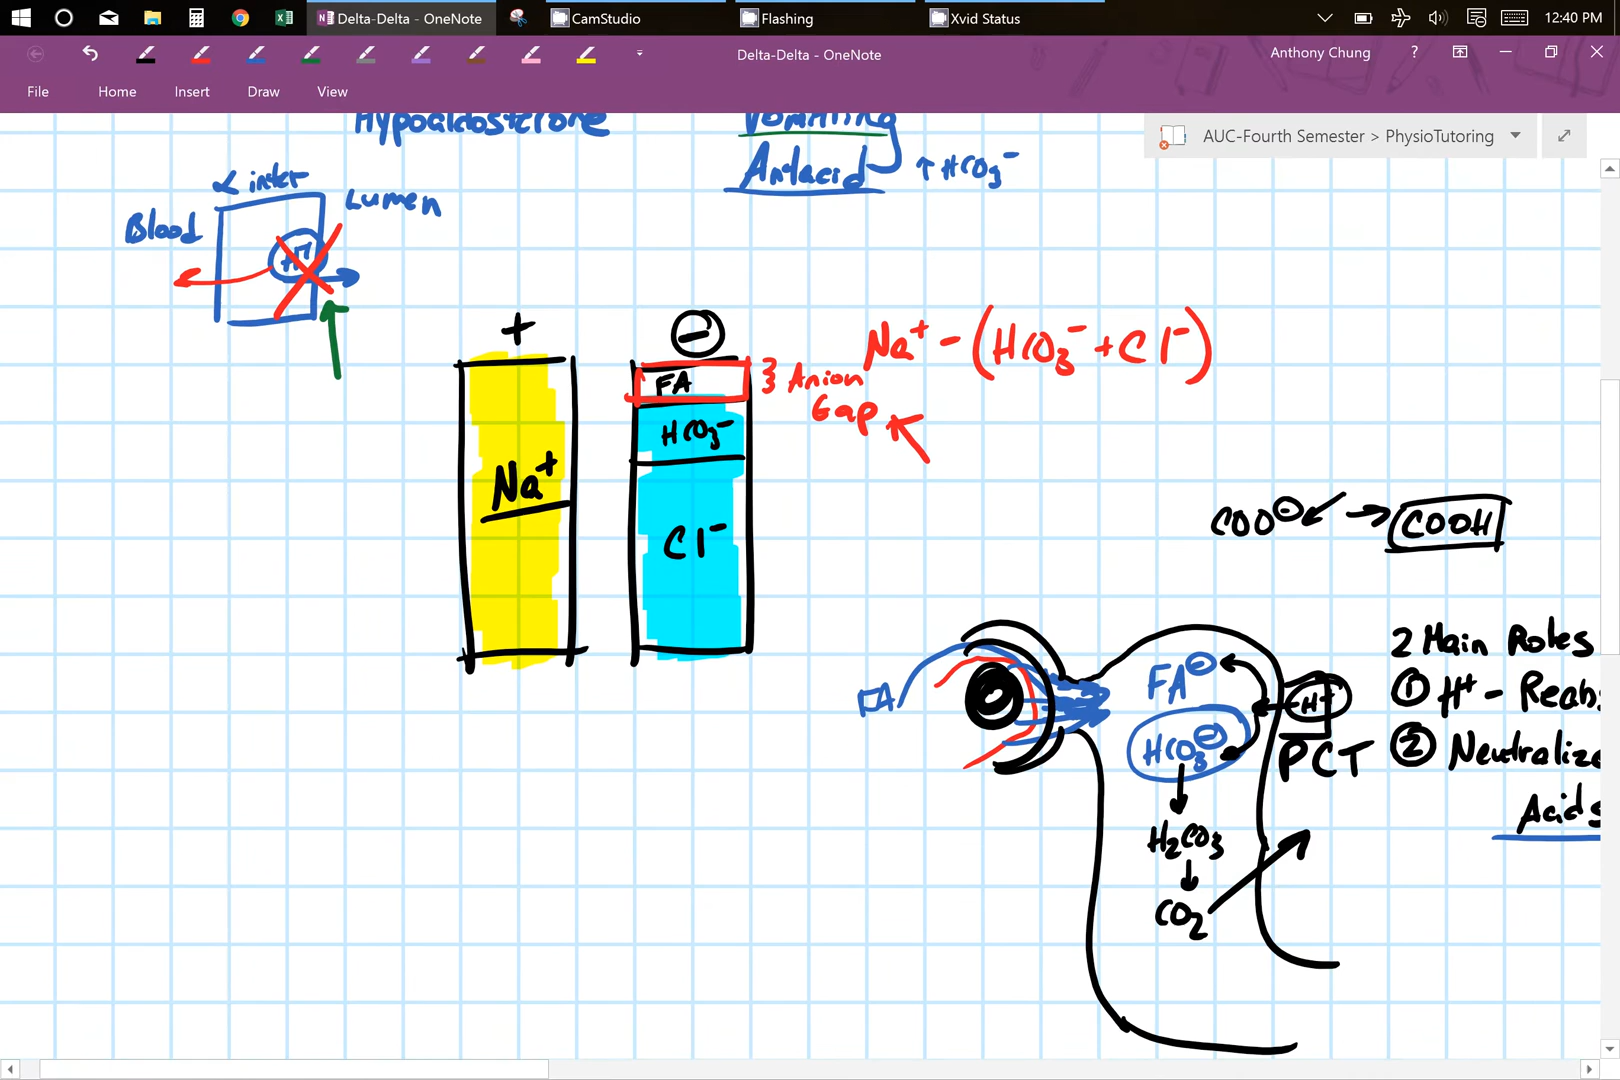 Delta-Delta - OneNote
CamStudio
Flashing
Xvid Status
12:40 PM
Delta-Delta - OneNote
Anthony Chung
?
File
Home
Insert
Draw
View
AUC-Fourth Semester > PhysioTutoring
Hypoaldosterone
Vomiting
Antacid
↑HCO₃⁻
α inter
Blood
Lumen
+
−
Na⁺ − (HCO₃⁻ + Cl⁻)
FA
} Anion
Gap
HCO₃⁻
Na⁺
Cl⁻
COO⁻
→ COOH
2 Main Roles
FA
FA⁻
H⁺
① H⁺ - Reabs
HCO₃⁻
PCT
② Neutralize
Acids
H₂CO₃
CO₂